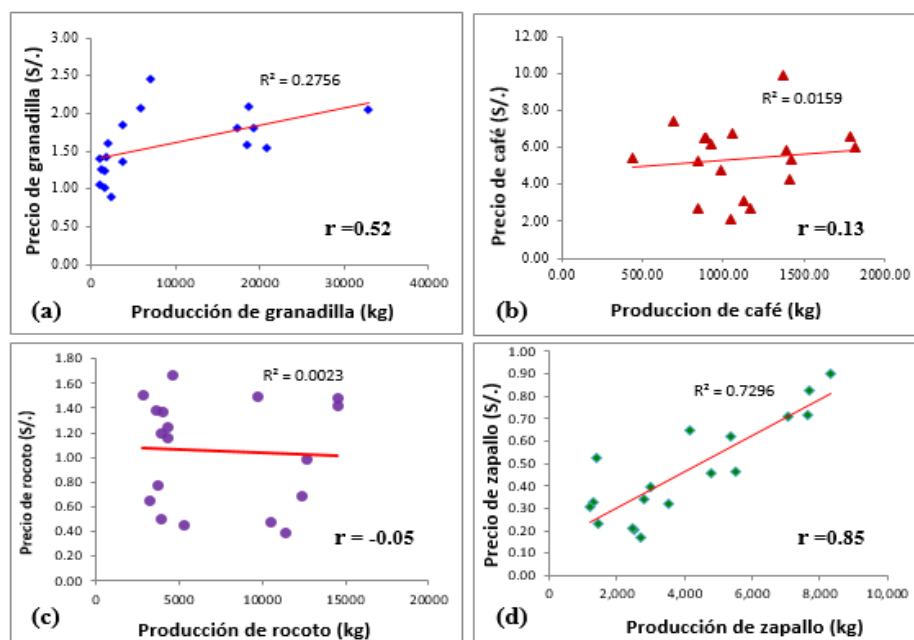 3.00
2.50
2.00
1.50
1.00
0.50
0.00
Precio de granadilla (S/.)
R² = 0.2756
r =0.52
0
10000
20000
30000
40000
(a)
Producción de granadilla (kg)
12.00
10.00
8.00
6.00
4.00
2.00
0.00
Precio de café (S/.)
R² = 0.0159
r =0.13
0.00
500.00
1000.00
1500.00
2000.00
(b)
Produccion de café (kg)
1.80
1.60
1.40
1.20
1.00
0.80
0.60
0.40
0.20
0.00
Precio de rocoto (S/.)
R² = 0.0023
r = -0.05
0
5000
10000
15000
20000
(c)
Producción de rocoto (kg)
1.00
0.90
0.80
0.70
0.60
0.50
0.40
0.30
0.20
0.10
0.00
Precio de zapallo (S/.)
R² = 0.7296
r =0.85
0
2,000
4,000
6,000
8,000
10,000
(d)
Producción de zapallo (kg)